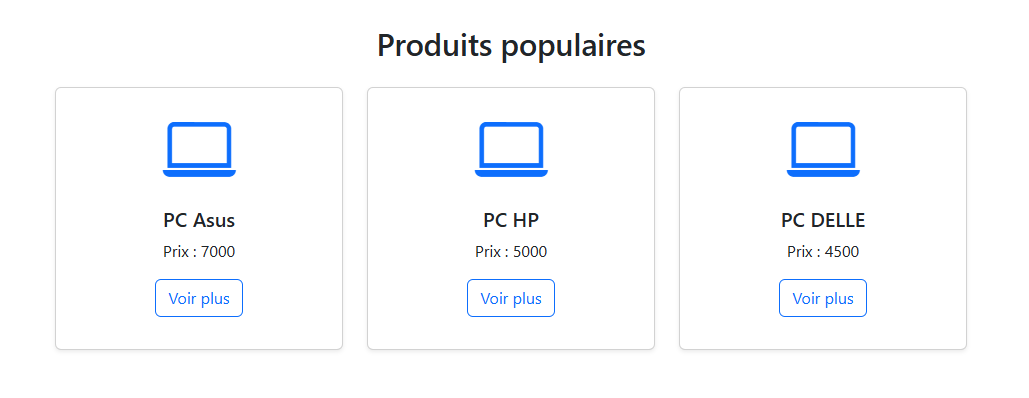 Produits populaires
PC Asus
Prix : 7000
Voir plus
PC HP
Prix : 5000
Voir plus
PC DELLE
Prix : 4500
Voir plus